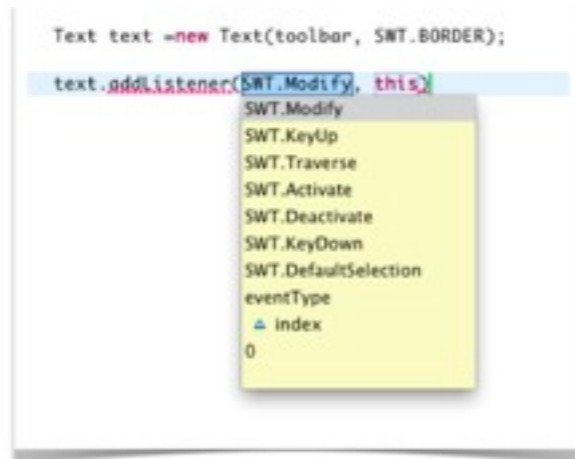 Text text =new Text(toolbar, SWT.BORDER);
text.addListener(SWT.Modify, this)
SWT.Modify
SWT.KeyUp
SWT.Traverse
SWT.Activate
SWT.Deactivate
SWT.KeyDown
SWT.DefaultSelection
eventType
index
0